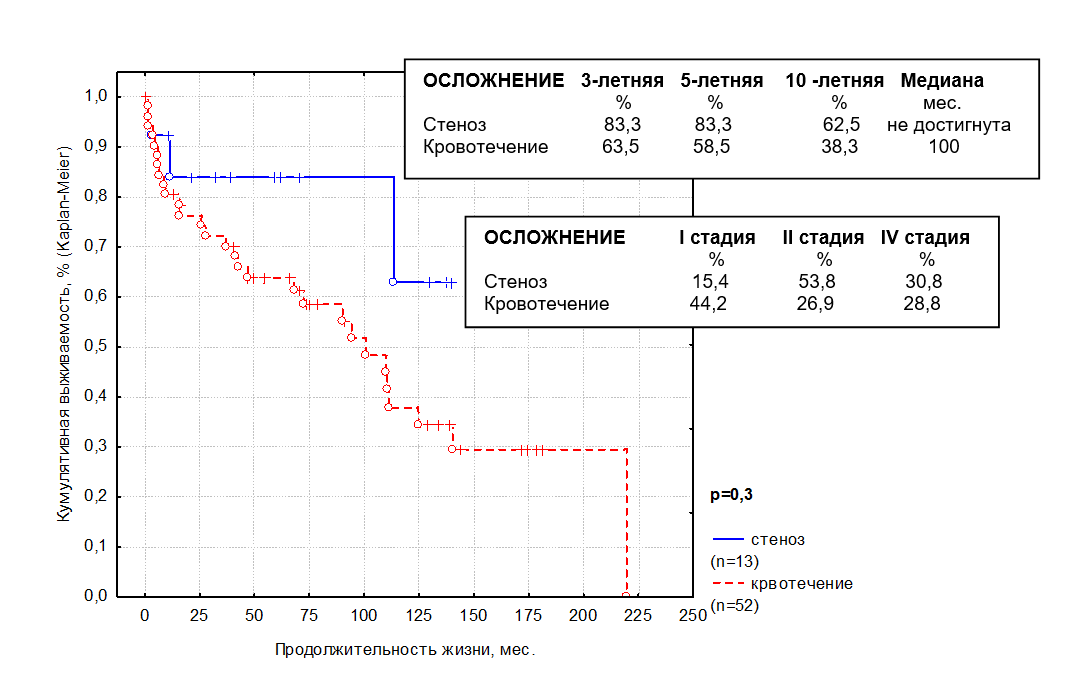 ОСЛОЖНЕНИЕ 3-летняя 5-летняя 10 -летняя Медиана
% % % мес.
Стеноз 83,3 83,3 62,5 не достигнута
Кровотечение 63,5 58,5 38,3 100
ОСЛОЖНЕНИЕ I стадия II стадия IV стадия
% % %
Стеноз 15,4 53,8 30,8
Кровотечение 44,2 26,9 28,8
Кумулятивная выживаемость, % (Kaplan-Meier)
1,0
0,9
0,8
0,7
0,6
0,5
0,4
0,3
0,2
0,1
0,0
0 25 50 75 100 125 150 175 200 225 250
Продолжительность жизни, мес.
p=0,3
стеноз
(n=13)
крвотечение
(n=52)